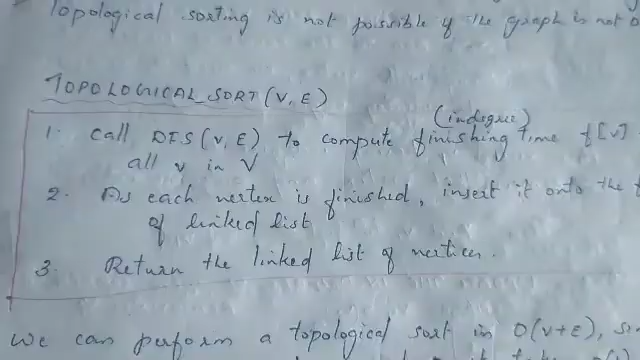 Topological sorting is not possible if the graph is not
TOPOLOGICAL_SORT(V, E)
(indegree)
1. Call DFS(V, E) to compute finishing time f[v]
all v in V
2. As each vertex is finished, insert it onto the
of linked list
3. Return the linked list of vertices.
We can perform a topological sort in O(V+E),